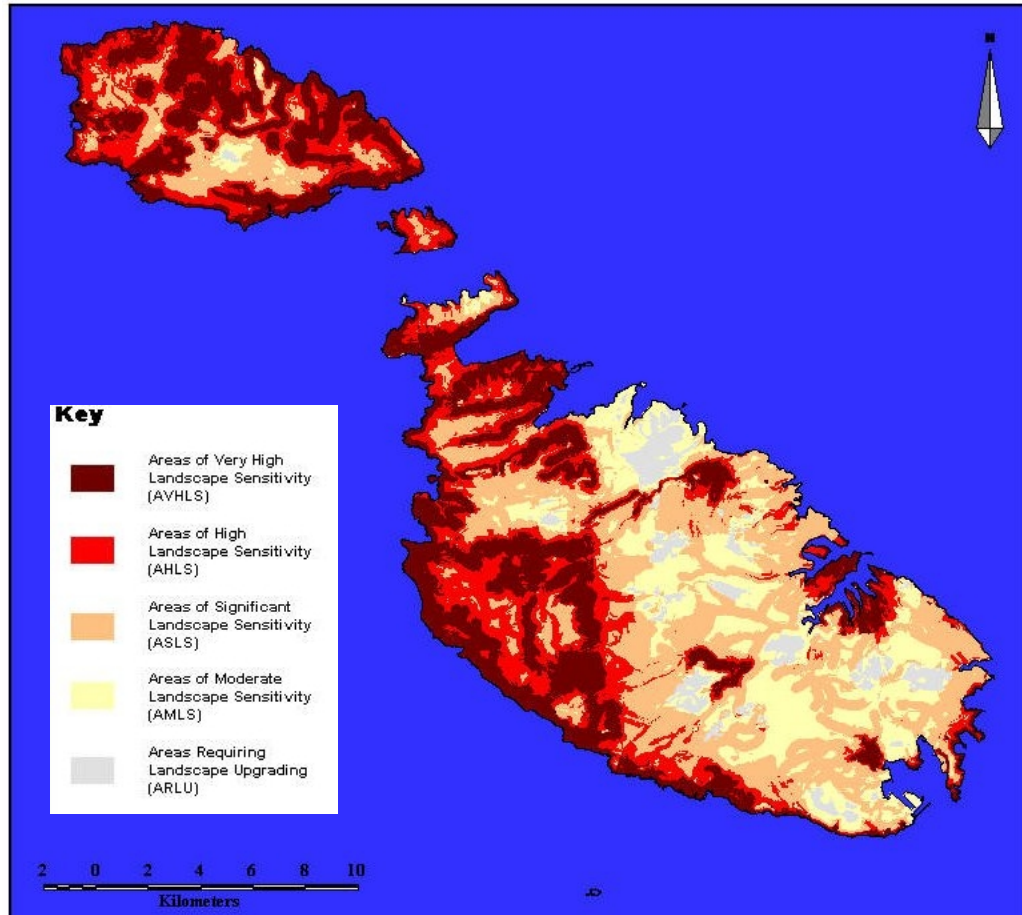 N
Key
Areas of Very High
Landscape Sensitivity
(AVHLS)
Areas of High
Landscape Sensitivity
(AHLS)
Areas of Significant
Landscape Sensitivity
(ASLS)
Areas of Moderate
Landscape Sensitivity
(AMLS)
Areas Requiring
Landscape Upgrading
(ARLU)
2 0 2 4 6 8 10
Kilometers